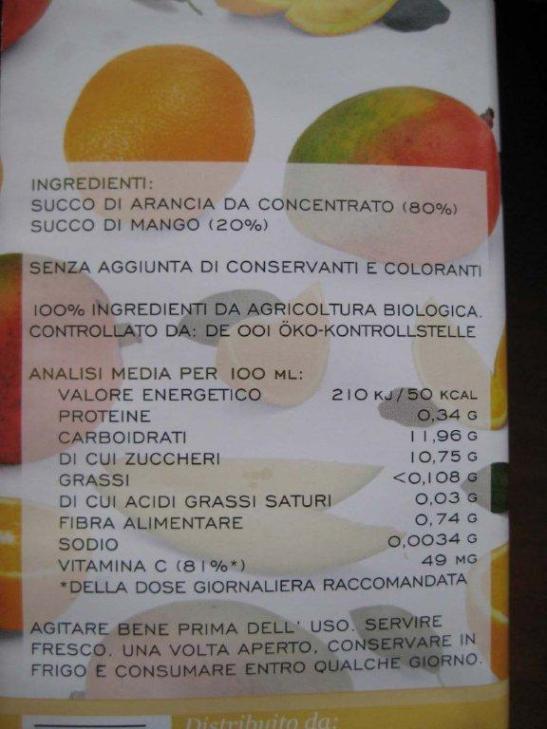 INGREDIENTI:
SUCCO DI ARANCIA DA CONCENTRATO (80%)
SUCCO DI MANGO (20%)
SENZA AGGIUNTA DI CONSERVANTI E COLORANTI
100% INGREDIENTI DA AGRICOLTURA BIOLOGICA.
CONTROLLATO DA: DE 001 ÖKO-KONTROLLSTELLE
ANALISI MEDIA PER 100 ML:
VALORE ENERGETICO 210 KJ/50 KCAL
PROTEINE 0,34 G
CARBOIDRATI 11,96 G
DI CUI ZUCCHERI 10,75 G
GRASSI <0,108 G
DI CUI ACIDI GRASSI SATURI 0,03 G
FIBRA ALIMENTARE 0,74 G
SODIO 0,0034 G
VITAMINA C (81%*) 49 MG
*DELLA DOSE GIORNALIERA RACCOMANDATA
AGITARE BENE PRIMA DELL' USO. SERVIRE
FRESCO. UNA VOLTA APERTO, CONSERVARE IN
FRIGO E CONSUMARE ENTRO QUALCHE GIORNO.
Distribuito da: